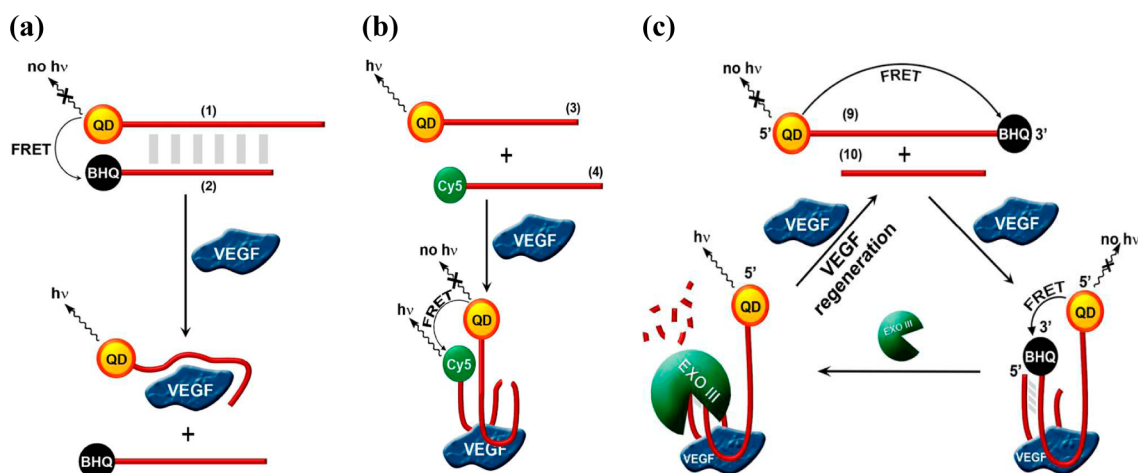 (a)
no hν
QD
(1)
FRET
BHQ
(2)
VEGF
hν
QD
VEGF
+
BHQ
(b)
hν
QD
(3)
+
Cy5
(4)
VEGF
no hν
hν
FRET
QD
Cy5
VEGF
(c)
no hν
FRET
5' QD
(9)
BHQ 3'
+
(10)
VEGF
VEGF
VEGF
regeneration
hν
5'
QD
EXO III
VEGF
EXO III
no hν
5'
FRET
QD
3'
BHQ
5'
VEGF